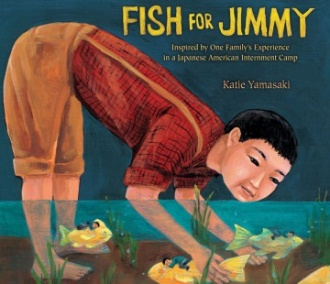 FISH FOR JIMMY
Inspired by One Family's Experience
in a Japanese American Internment Camp
Katie Yamasaki